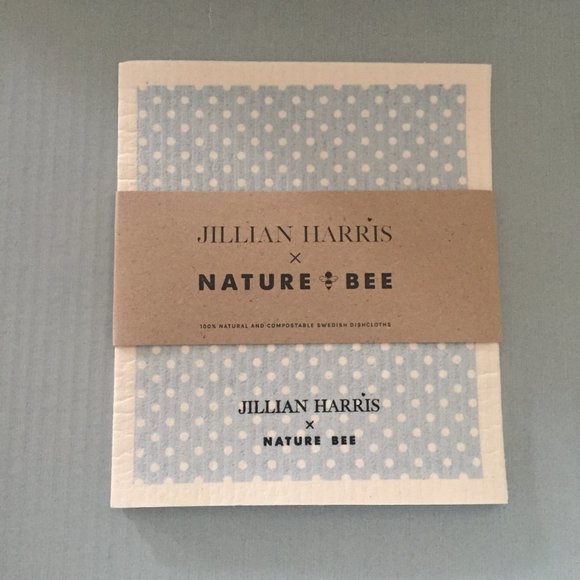 JILLIAN HARRIS
×
NATURE BEE
100% NATURAL AND COMPOSTABLE SWEDISH DISHCLOTHS
JILLIAN HARRIS
×
NATURE BEE